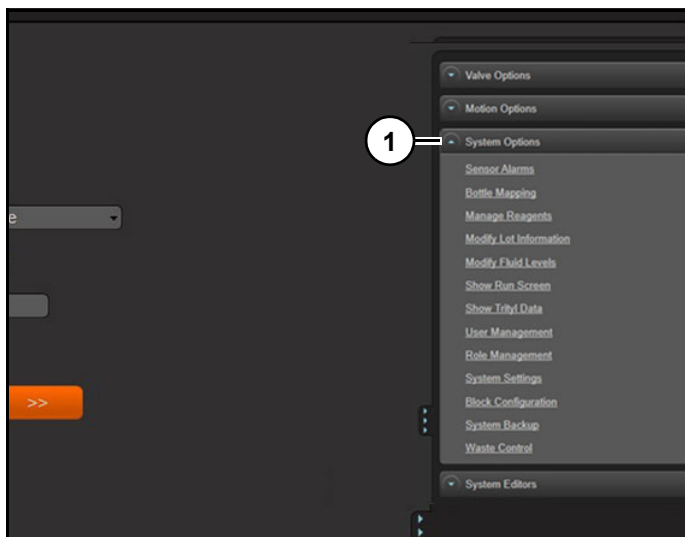 Valve Options
Motion Options
1
System Options
Sensor Alarms
Bottle Mapping
e
Manage Reagents
Modify Lot Information
Modify Fluid Levels
Show Run Screen
Show Trityl Data
User Management
Role Management
System Settings
>>
Block Configuration
System Backup
Waste Control
System Editors